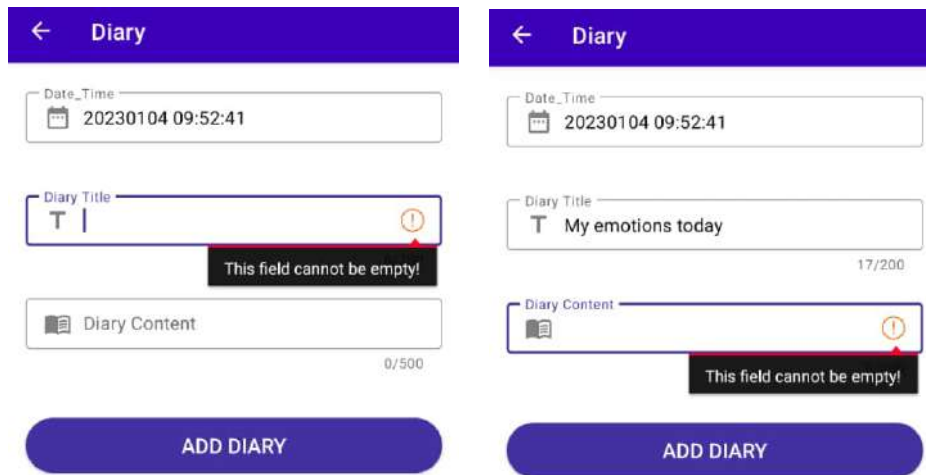 Diary
Date_Time
20230104 09:52:41
Diary Title
T
This field cannot be empty!
Diary Content
0/500
ADD DIARY
Diary
Date_Time
20230104 09:52:41
Diary Title
T My emotions today
17/200
Diary Content
This field cannot be empty!
ADD DIARY